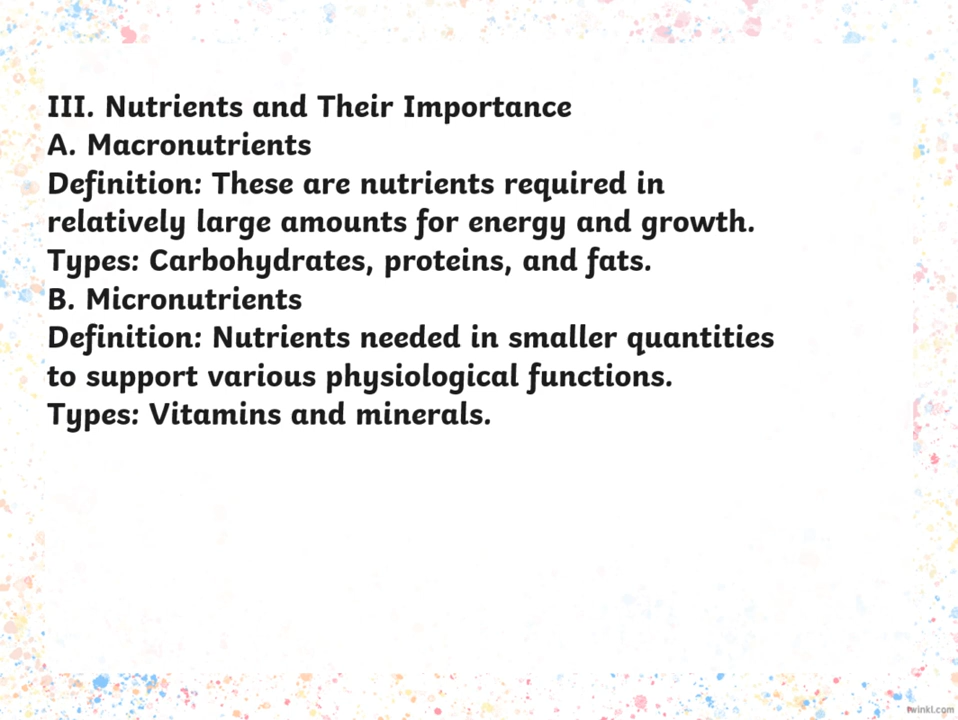 III. Nutrients and Their Importance
A. Macronutrients
Definition: These are nutrients required in
relatively large amounts for energy and growth.
Types: Carbohydrates, proteins, and fats.
B. Micronutrients
Definition: Nutrients needed in smaller quantities
to support various physiological functions.
Types: Vitamins and minerals.
twinkl.com